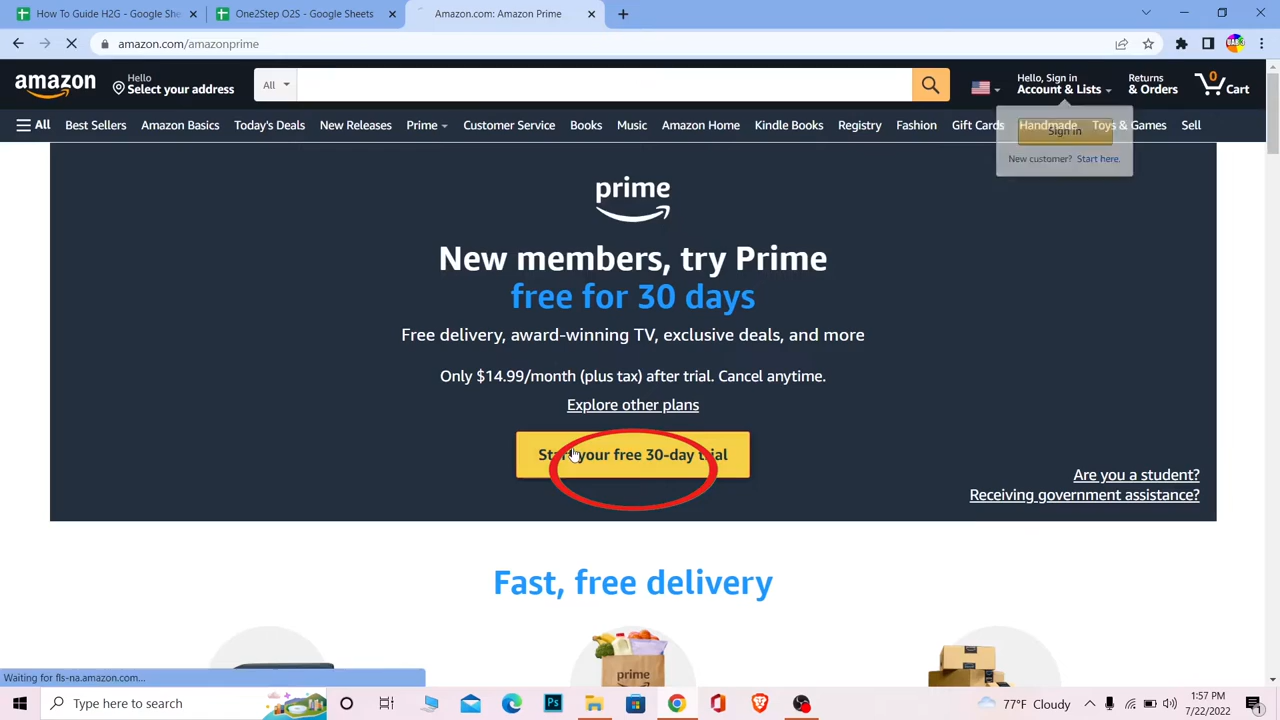 How To Guide H2G - Google She
One2Step O2S - Google Sheets
Amazon.com: Amazon Prime
amazon.com/amazonprime
amazon
Hello
Select your address
All
Hello, Sign in
Account & Lists
Returns
& Orders
0
Cart
All
Best Sellers
Amazon Basics
Today's Deals
New Releases
Prime
Customer Service
Books
Music
Amazon Home
Kindle Books
Registry
Fashion
Gift Cards
Handmade
Toys & Games
Sell
Sign in
New customer? Start here.
prime
New members, try Prime
free for 30 days
Free delivery, award-winning TV, exclusive deals, and more
Only $14.99/month (plus tax) after trial. Cancel anytime.
Explore other plans
Start your free 30-day trial
Are you a student?
Receiving government assistance?
Fast, free delivery
prime
Waiting for fls-na.amazon.com...
Type here to search
Ps
77°F Cloudy
1:57 PM
7/22/2022
1